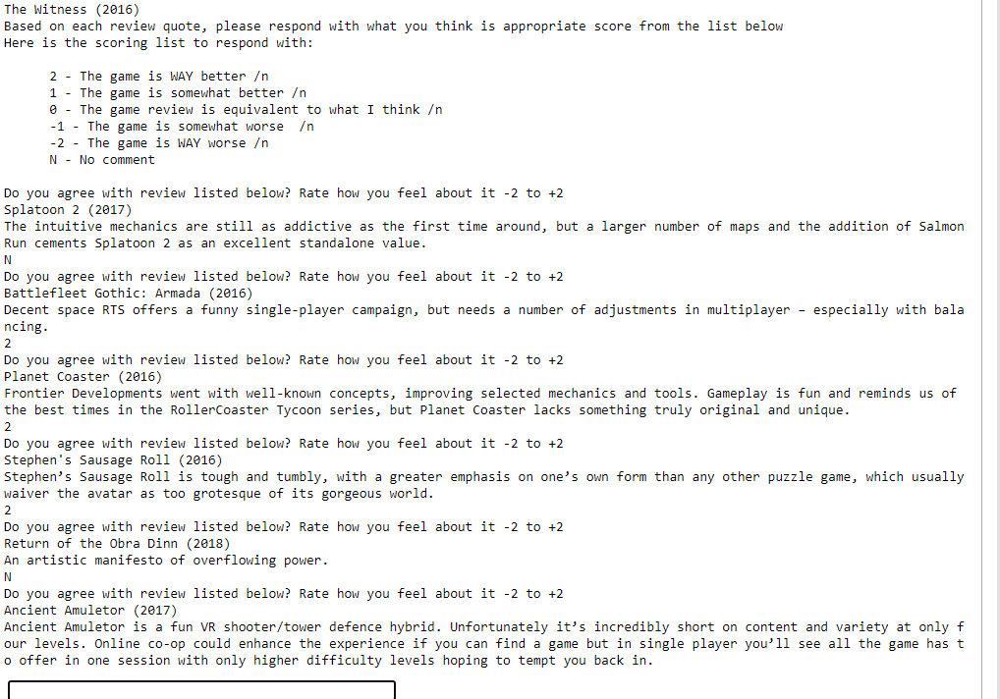 The Witness (2016)
Based on each review quote, please respond with what you think is appropriate score from the list below
Here is the scoring list to respond with:
2 - The game is WAY better /n
1 - The game is somewhat better /n
0 - The game review is equivalent to what I think /n
-1 - The game is somewhat worse  /n
-2 - The game is WAY worse /n
N - No comment
Do you agree with review listed below? Rate how you feel about it -2 to +2
Splatoon 2 (2017)
The intuitive mechanics are still as addictive as the first time around, but a larger number of maps and the addition of Salmon
Run cements Splatoon 2 as an excellent standalone value.
N
Do you agree with review listed below? Rate how you feel about it -2 to +2
Battlefleet Gothic: Armada (2016)
Decent space RTS offers a funny single-player campaign, but needs a number of adjustments in multiplayer – especially with bala
ncing.
2
Do you agree with review listed below? Rate how you feel about it -2 to +2
Planet Coaster (2016)
Frontier Developments went with well-known concepts, improving selected mechanics and tools. Gameplay is fun and reminds us of
the best times in the RollerCoaster Tycoon series, but Planet Coaster lacks something truly original and unique.
2
Do you agree with review listed below? Rate how you feel about it -2 to +2
Stephen's Sausage Roll (2016)
Stephen’s Sausage Roll is tough and tumbly, with a greater emphasis on one’s own form than any other puzzle game, which usually
waiver the avatar as too grotesque of its gorgeous world.
2
Do you agree with review listed below? Rate how you feel about it -2 to +2
Return of the Obra Dinn (2018)
An artistic manifesto of overflowing power.
N
Do you agree with review listed below? Rate how you feel about it -2 to +2
Ancient Amuletor (2017)
Ancient Amuletor is a fun VR shooter/tower defence hybrid. Unfortunately it’s incredibly short on content and variety at only f
our levels. Online co-op could enhance the experience if you can find a game but in single player you’ll see all the game has t
o offer in one session with only higher difficulty levels hoping to tempt you back in.